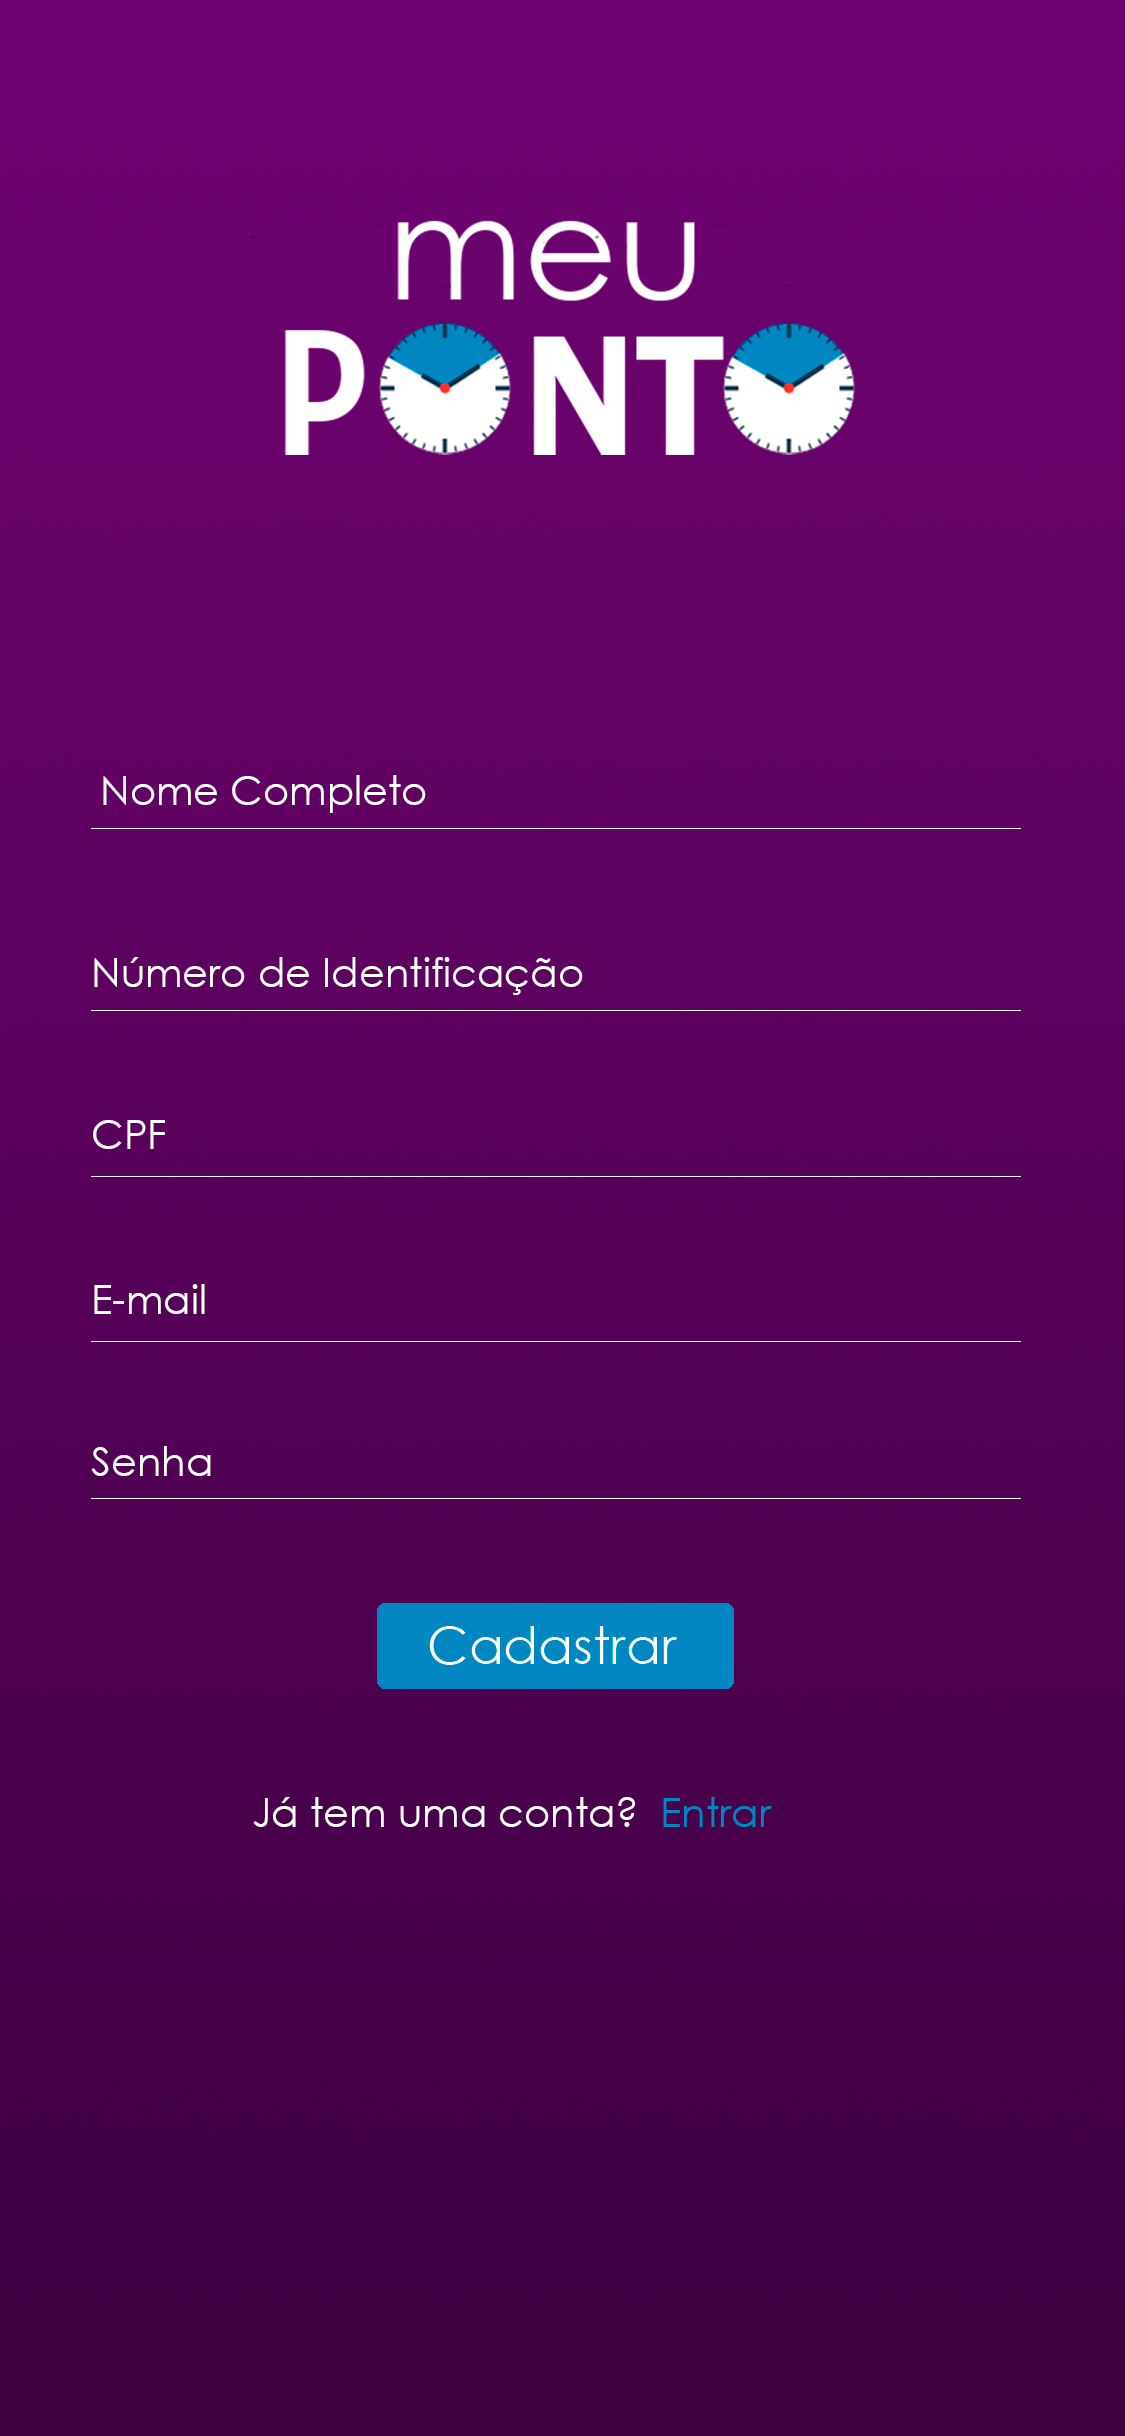 meu
PONTO
Nome Completo
Número de Identificação
CPF
E-mail
Senha
Cadastrar
Já tem uma conta? Entrar